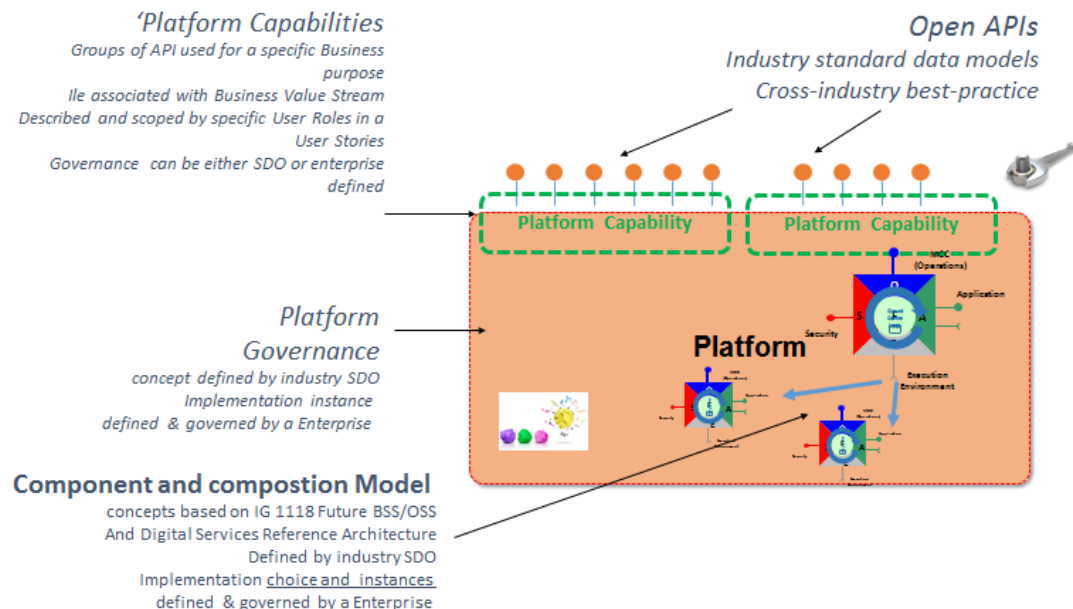 ‘Platform Capabilities
Groups of API used for a specific Business
purpose
Ile associated with Business Value Stream
Described and scoped by specific User Roles in a
User Stories
Governance can be either SDO or enterprise
defined
Open APIs
Industry standard data models
Cross-industry best-practice
Platform Capability
Platform Capability
(Operations)
Application
S
A
Security
Execution
Environment
Platform
Platform
Governance
concept defined by industry SDO
Implementation instance
defined & governed by a Enterprise
Application
Security
A
Application
Security
A
Component and compostion Model
concepts based on IG 1118 Future BSS/OSS
And Digital Services Reference Architecture
Defined by industry SDO
Implementation choice and instances
defined & governed by a Enterprise